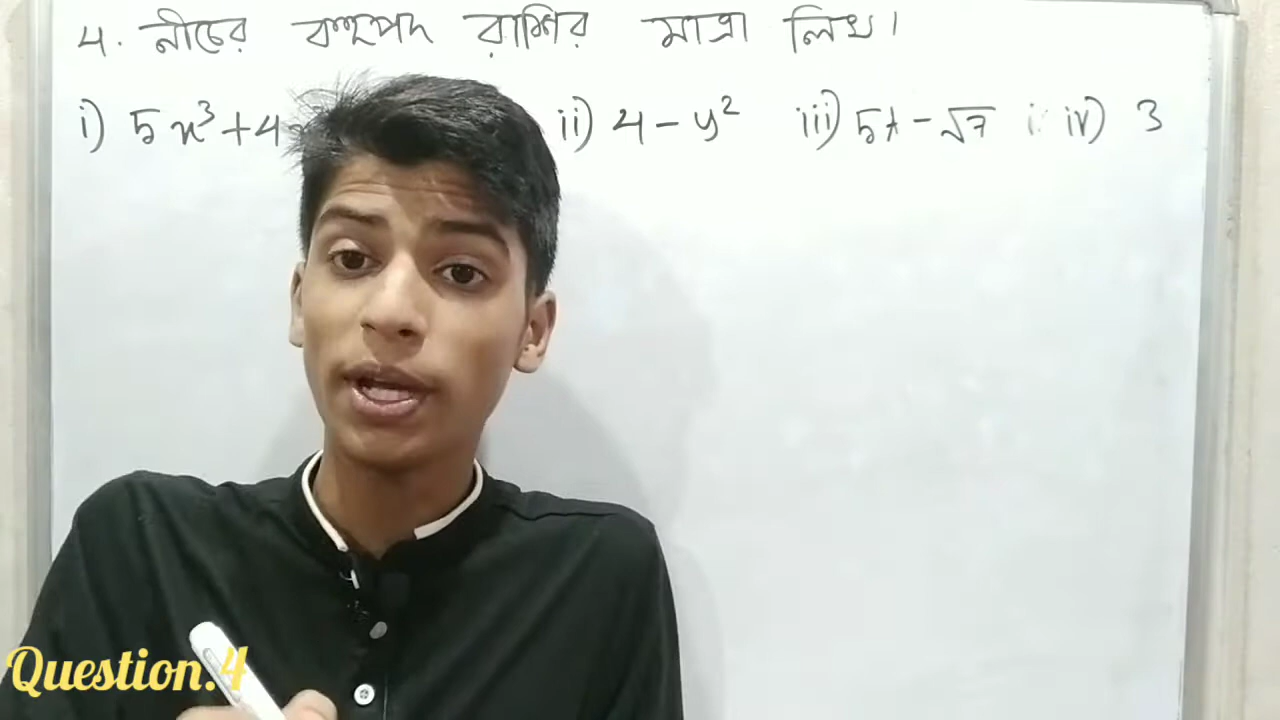 4. নীচের বহুপদ রাশির মাত্রা লিখ।
i) 5x³+4 ii) 4-y² iii) 5t-√7 iv) 3
Question.4